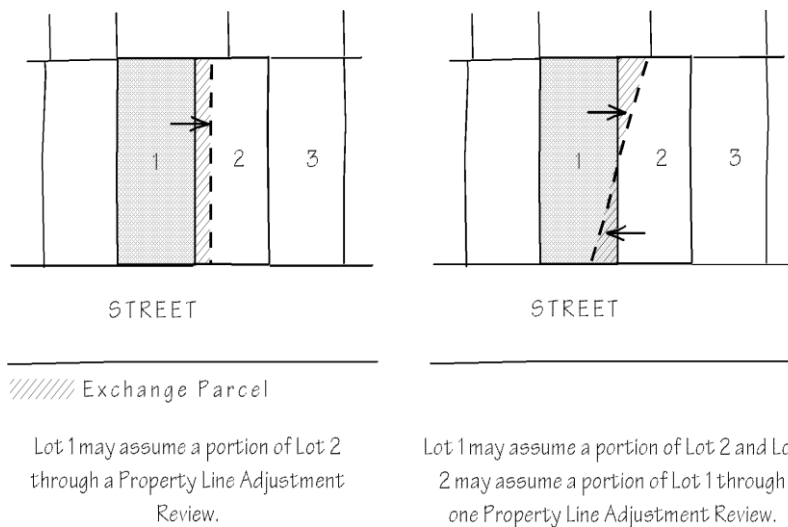 1 2 3
1 2 3
STREET
STREET
Exchange Parcel
Lot 1 may assume a portion of Lot 2
through a Property Line Adjustment
Review.
Lot 1 may assume a portion of Lot 2 and Lo
2 may assume a portion of Lot 1 through
one Property Line Adjustment Review.